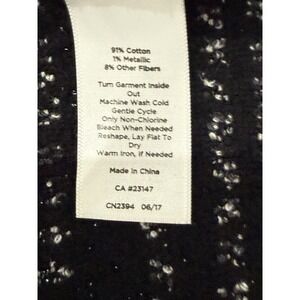 91% Cotton
1% Metallic
8% Other Fibers
Turn Garment Inside
Out
Machine Wash Cold
Gentle Cycle
Only Non-Chlorine
Bleach When Needed
Reshape, Lay Flat To
Dry
Warm Iron, if Needed
Made in China
CA #23147
CN2394 06/17